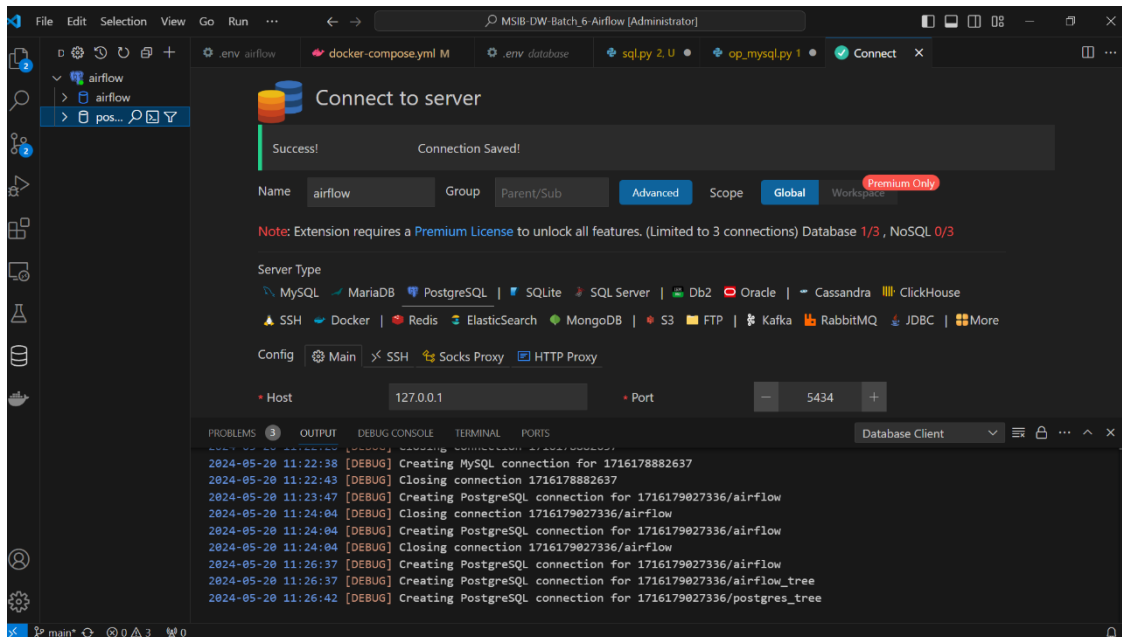 File Edit Selection View Go Run ··· MSIB-DW-Batch_6-Airflow [Administrator]
.env airflow docker-compose.yml M .env database sql.py 2, U op_mysql.py 1 Connect
airflow
airflow
pos...
Connect to server
Success! Connection Saved!
Name airflow Group Parent/Sub Advanced Scope Global Workspace Premium Only
Note: Extension requires a Premium License to unlock all features. (Limited to 3 connections) Database 1/3 , NoSQL 0/3
Server Type
MySQL MariaDB PostgreSQL | SQLite SQL Server | Db2 Oracle | Cassandra ClickHouse
SSH Docker | Redis ElasticSearch MongoDB | S3 FTP | Kafka RabbitMQ JDBC | More
Config Main SSH Socks Proxy HTTP Proxy
* Host 127.0.0.1 * Port 5434
PROBLEMS 3 OUTPUT DEBUG CONSOLE TERMINAL PORTS Database Client
2024-05-20 11:22:38 [DEBUG] Creating MySQL connection for 1716178882637
2024-05-20 11:22:43 [DEBUG] Closing connection 1716178882637
2024-05-20 11:23:47 [DEBUG] Creating PostgreSQL connection for 1716179027336/airflow
2024-05-20 11:24:04 [DEBUG] Closing connection 1716179027336/airflow
2024-05-20 11:24:04 [DEBUG] Creating PostgreSQL connection for 1716179027336/airflow
2024-05-20 11:24:04 [DEBUG] Closing connection 1716179027336/airflow
2024-05-20 11:26:37 [DEBUG] Creating PostgreSQL connection for 1716179027336/airflow
2024-05-20 11:26:37 [DEBUG] Creating PostgreSQL connection for 1716179027336/airflow_tree
2024-05-20 11:26:42 [DEBUG] Creating PostgreSQL connection for 1716179027336/postgres_tree
main* 0 3 0